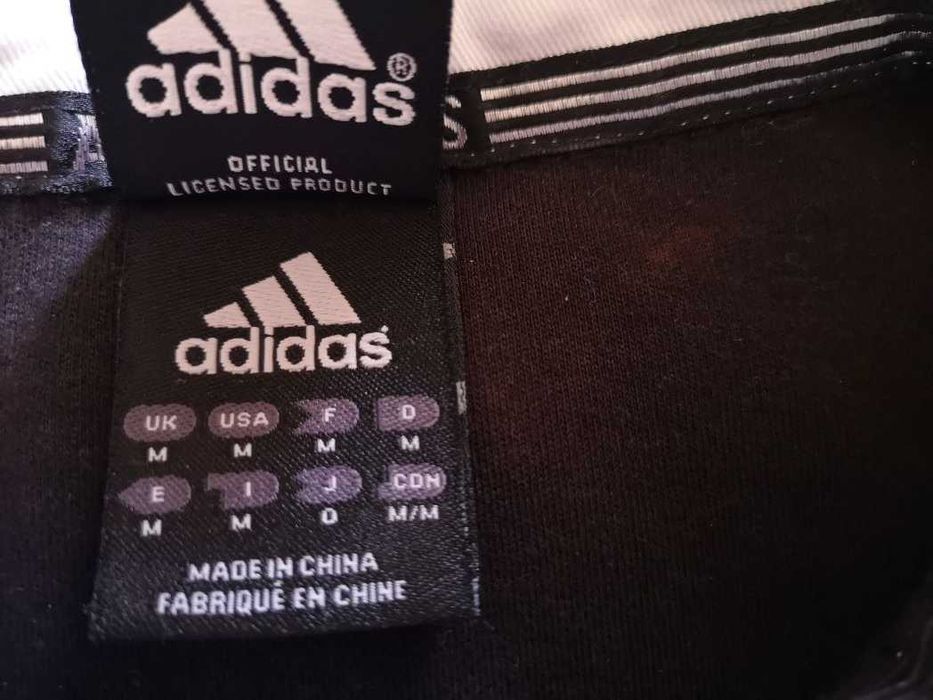 adidas®
OFFICIAL
LICENSED PRODUCT
adidas
UK USA F D
M M M M
E I J CDN
M M O M/M
MADE IN CHINA
FABRIQUÉ EN CHINE